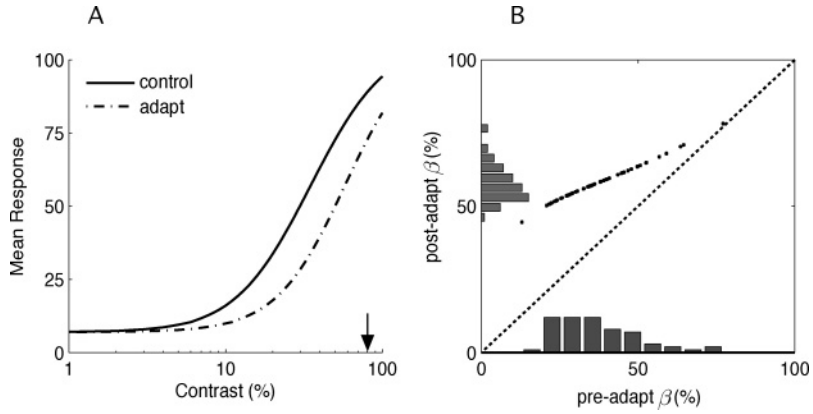 A
100
75
50
25
0
Mean Response
control
adapt
1
10
100
Contrast (%)
B
100
50
0
post-adapt β (%)
0
50
100
pre-adapt β (%)